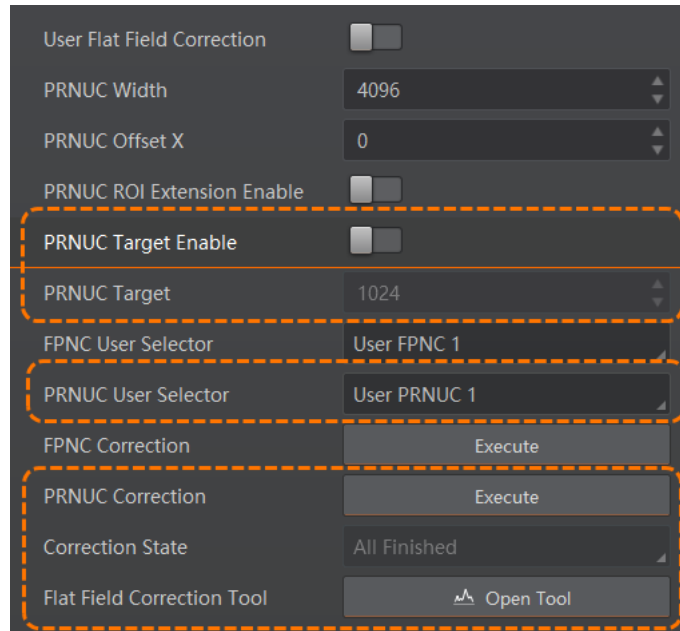 User Flat Field Correction
PRNUC Width 4096
PRNUC Offset X 0
PRNUC ROI Extension Enable
PRNUC Target Enable
PRNUC Target 1024
FPNC User Selector User FPNC 1
PRNUC User Selector User PRNUC 1
FPNC Correction Execute
PRNUC Correction Execute
Correction State All Finished
Flat Field Correction Tool Open Tool